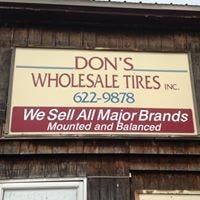 DON'S
WHOLESALE TIRES INC.
622-9878
We Sell All Major Brands
Mounted and Balanced